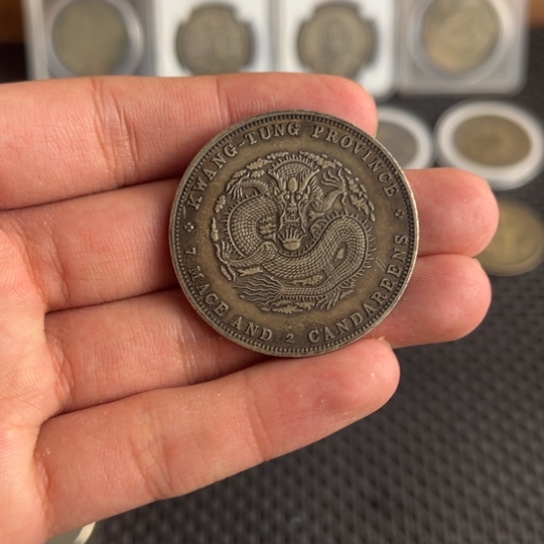 KWANG-TUNG PROVINCE
7 MACE AND 2 CANDAREENS